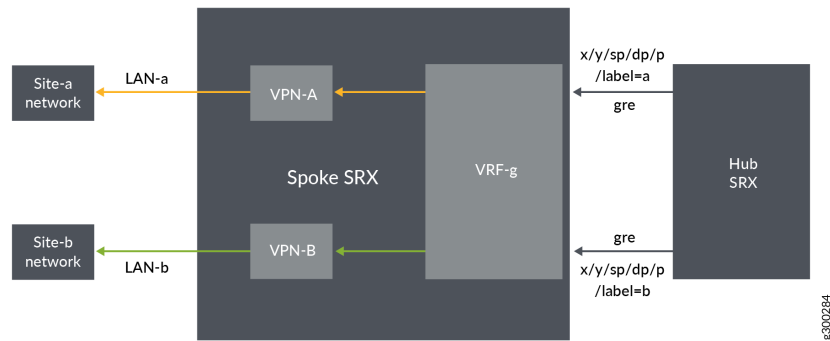 Site-a
network
LAN-a
VPN-A
x/y/sp/dp/p
/label=a
gre
Spoke SRX
VRF-g
Hub
SRX
Site-b
network
LAN-b
VPN-B
gre
x/y/sp/dp/p
/label=b
g300284